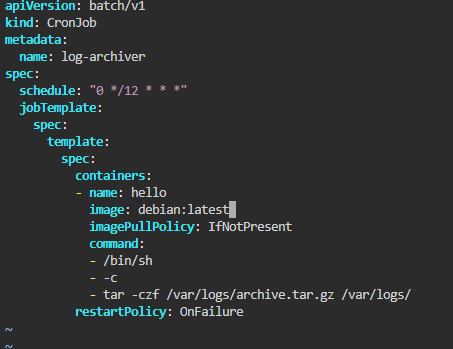 apiVersion: batch/v1
kind: CronJob
metadata:
  name: log-archiver
spec:
  schedule: "0 */12 * * *"
  jobTemplate:
    spec:
      template:
        spec:
          containers:
          - name: hello
            image: debian:latest
            imagePullPolicy: IfNotPresent
            command:
            - /bin/sh
            - -c
            - tar -czf /var/logs/archive.tar.gz /var/logs/
          restartPolicy: OnFailure
~
~